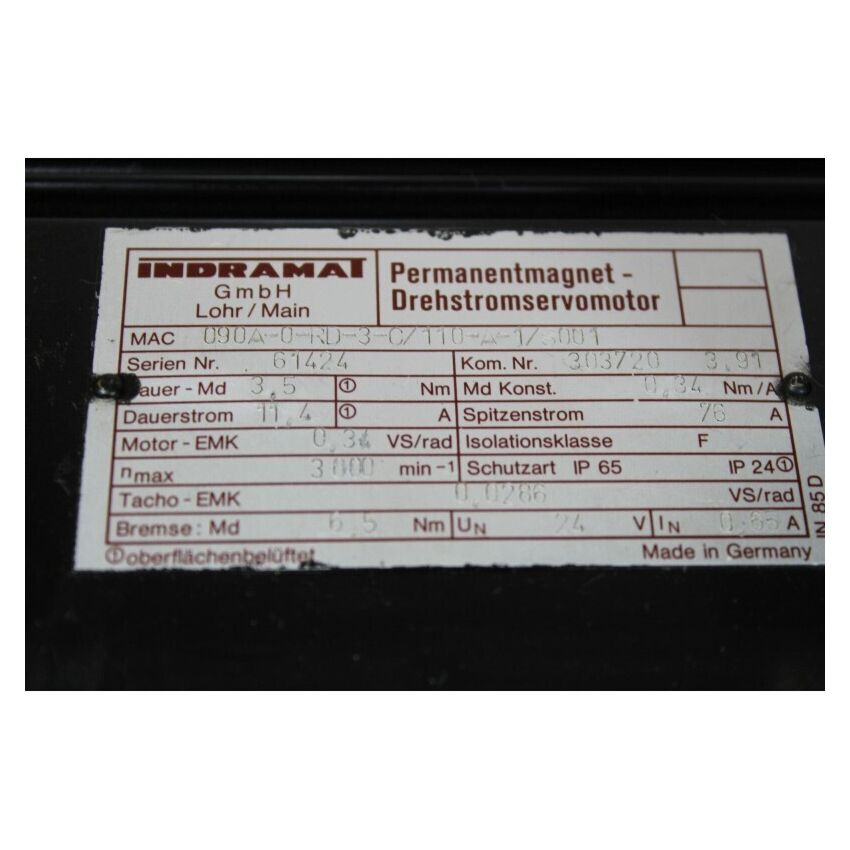 INDRAMAT
GmbH
Lohr / Main
Permanentmagnet -
Drehstromservomotor
MAC 090A-0-RD-3-C/110-A-1/S001
Serien Nr. 61424 Kom. Nr. 303720 3.91
Dauer - Md 3,5 ① Nm Md Konst. 0,34 Nm/A
Dauerstrom 11,4 ① A Spitzenstrom 76 A
Motor - EMK 0,34 VS/rad Isolationsklasse F
nmax 3000 min -1 Schutzart IP 65 IP 24①
Tacho - EMK 0,0286 VS/rad
Bremse : Md 6,5 Nm UN 24 V IN 0,65 A
①oberflächenbelüftet Made in Germany
85D